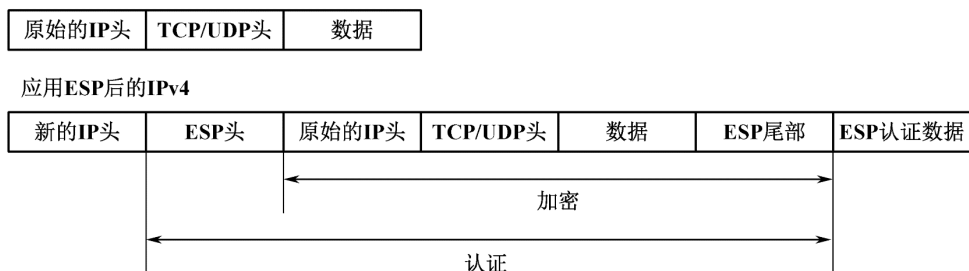 原始的IP头 TCP/UDP头 数据
应用ESP后的IPv4
新的IP头 ESP头 原始的IP头 TCP/UDP头 数据 ESP尾部 ESP认证数据
加密
认证